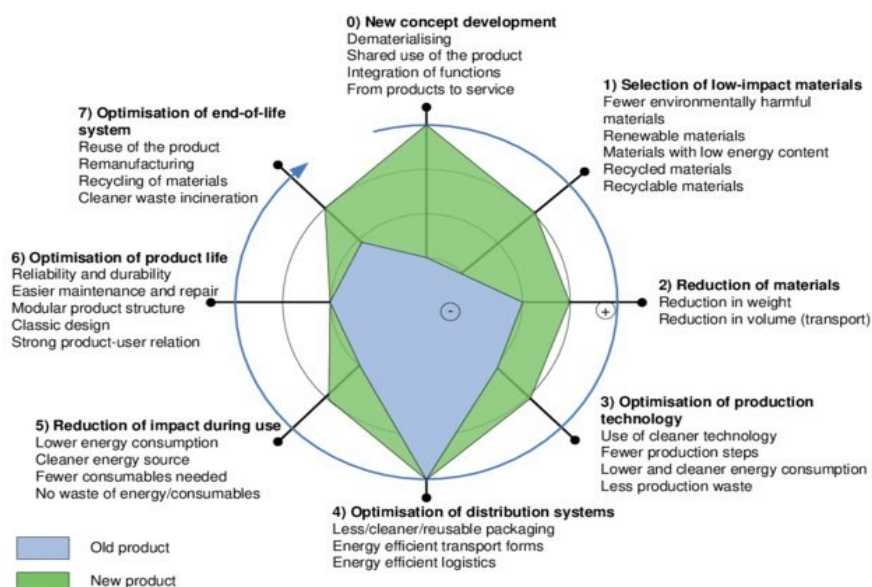 0) New concept development
Dematerialising
Shared use of the product
Integration of functions
From products to service
1) Selection of low-impact materials
Fewer environmentally harmful
materials
Renewable materials
Materials with low energy content
Recycled materials
Recyclable materials
2) Reduction of materials
Reduction in weight
Reduction in volume (transport)
3) Optimisation of production
technology
Use of cleaner technology
Fewer production steps
Lower and cleaner energy consumption
Less production waste
4) Optimisation of distribution systems
Less/cleaner/reusable packaging
Energy efficient transport forms
Energy efficient logistics
5) Reduction of impact during use
Lower energy consumption
Cleaner energy source
Fewer consumables needed
No waste of energy/consumables
6) Optimisation of product life
Reliability and durability
Easier maintenance and repair
Modular product structure
Classic design
Strong product-user relation
7) Optimisation of end-of-life
system
Reuse of the product
Remanufacturing
Recycling of materials
Cleaner waste incineration
-
+
Old product
New product